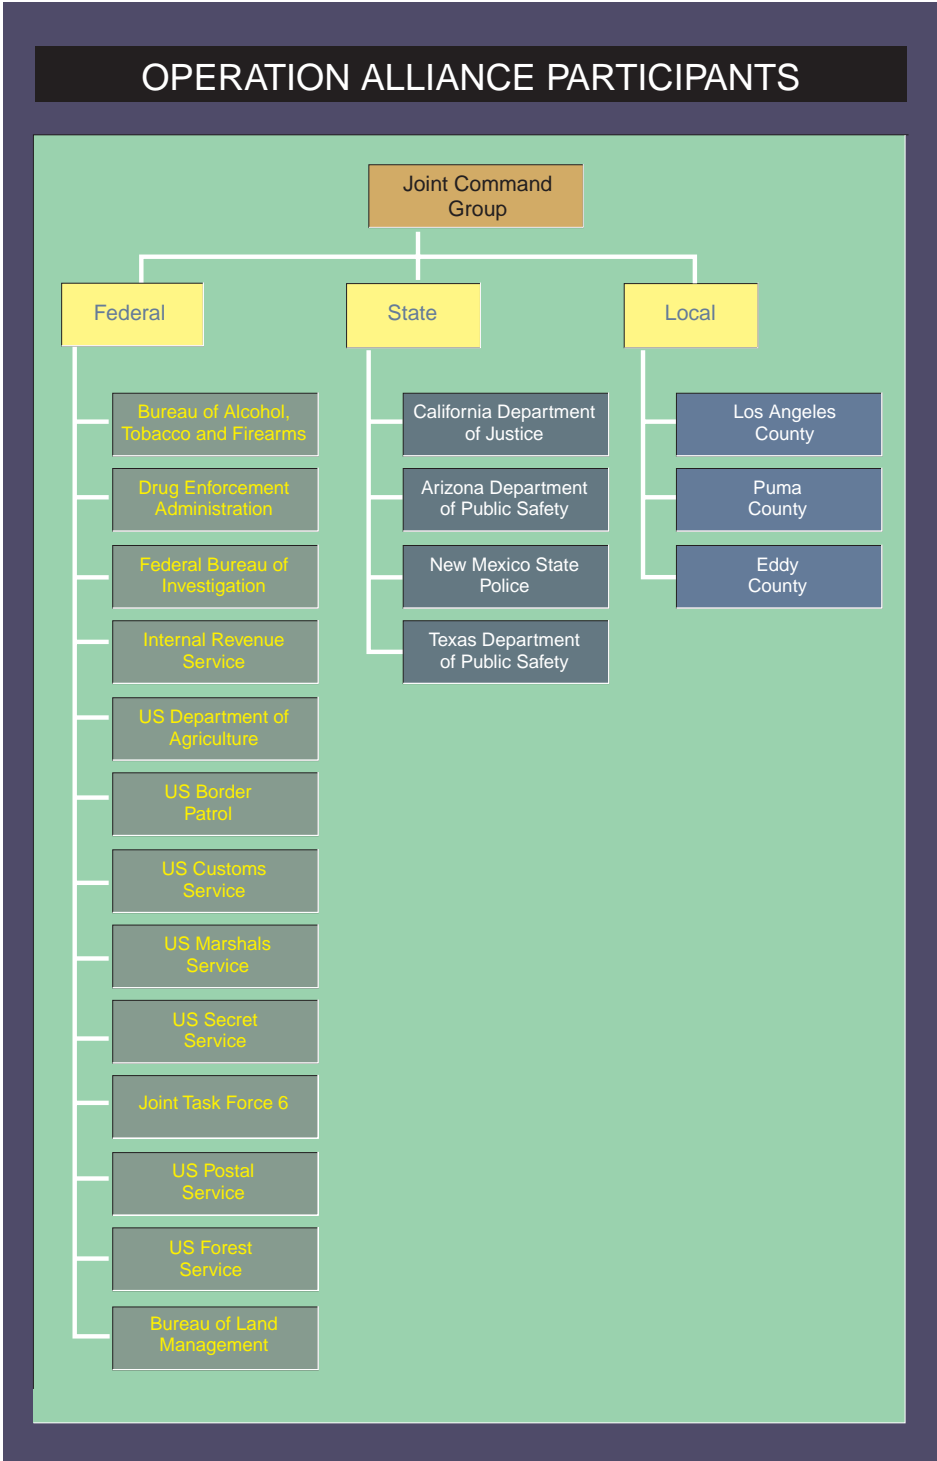 OPERATION ALLIANCE PARTICIPANTS
Joint Command
Group
Federal
State
Local
Bureau of Alcohol,
Tobacco and Firearms
Drug Enforcement
Administration
Federal Bureau of
Investigation
Internal Revenue
Service
US Department of
Agriculture
US Border
Patrol
US Customs
Service
US Marshals
Service
US Secret
Service
Joint Task Force 6
US Postal
Service
US Forest
Service
Bureau of Land
Management
California Department
of Justice
Arizona Department
of Public Safety
New Mexico State
Police
Texas Department
of Public Safety
Los Angeles
County
Puma
County
Eddy
County